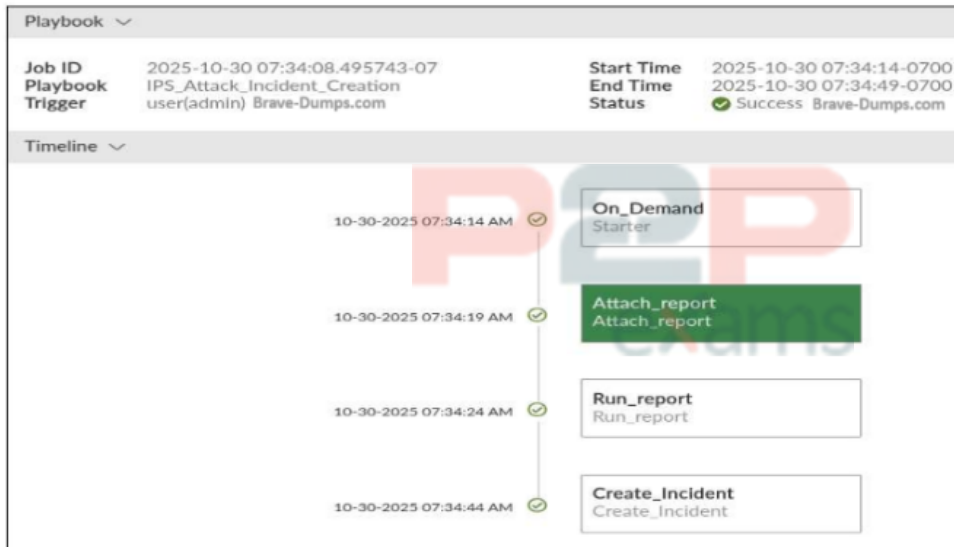 Playbook
Job ID 2025-10-30 07:34:08.495743-07
Playbook IPS_Attack_Incident_Creation
Trigger user(admin) Brave-Dumps.com
Start Time 2025-10-30 07:34:14-0700
End Time 2025-10-30 07:34:49-0700
Status Success Brave-Dumps.com
Timeline
P2P
exams
10-30-2025 07:34:14 AM
On_Demand
Starter
10-30-2025 07:34:19 AM
Attach_report
Attach_report
10-30-2025 07:34:24 AM
Run_report
Run_report
10-30-2025 07:34:44 AM
Create_Incident
Create_Incident